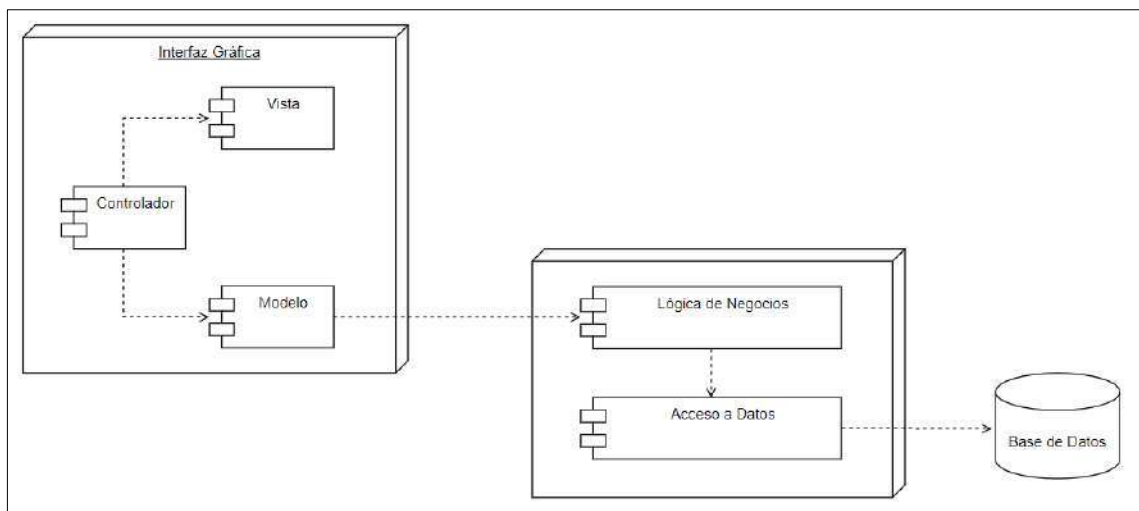 Interfaz Gráfica
Vista
Controlador
Modelo
Lógica de Negocios
Acceso a Datos
Base de Datos